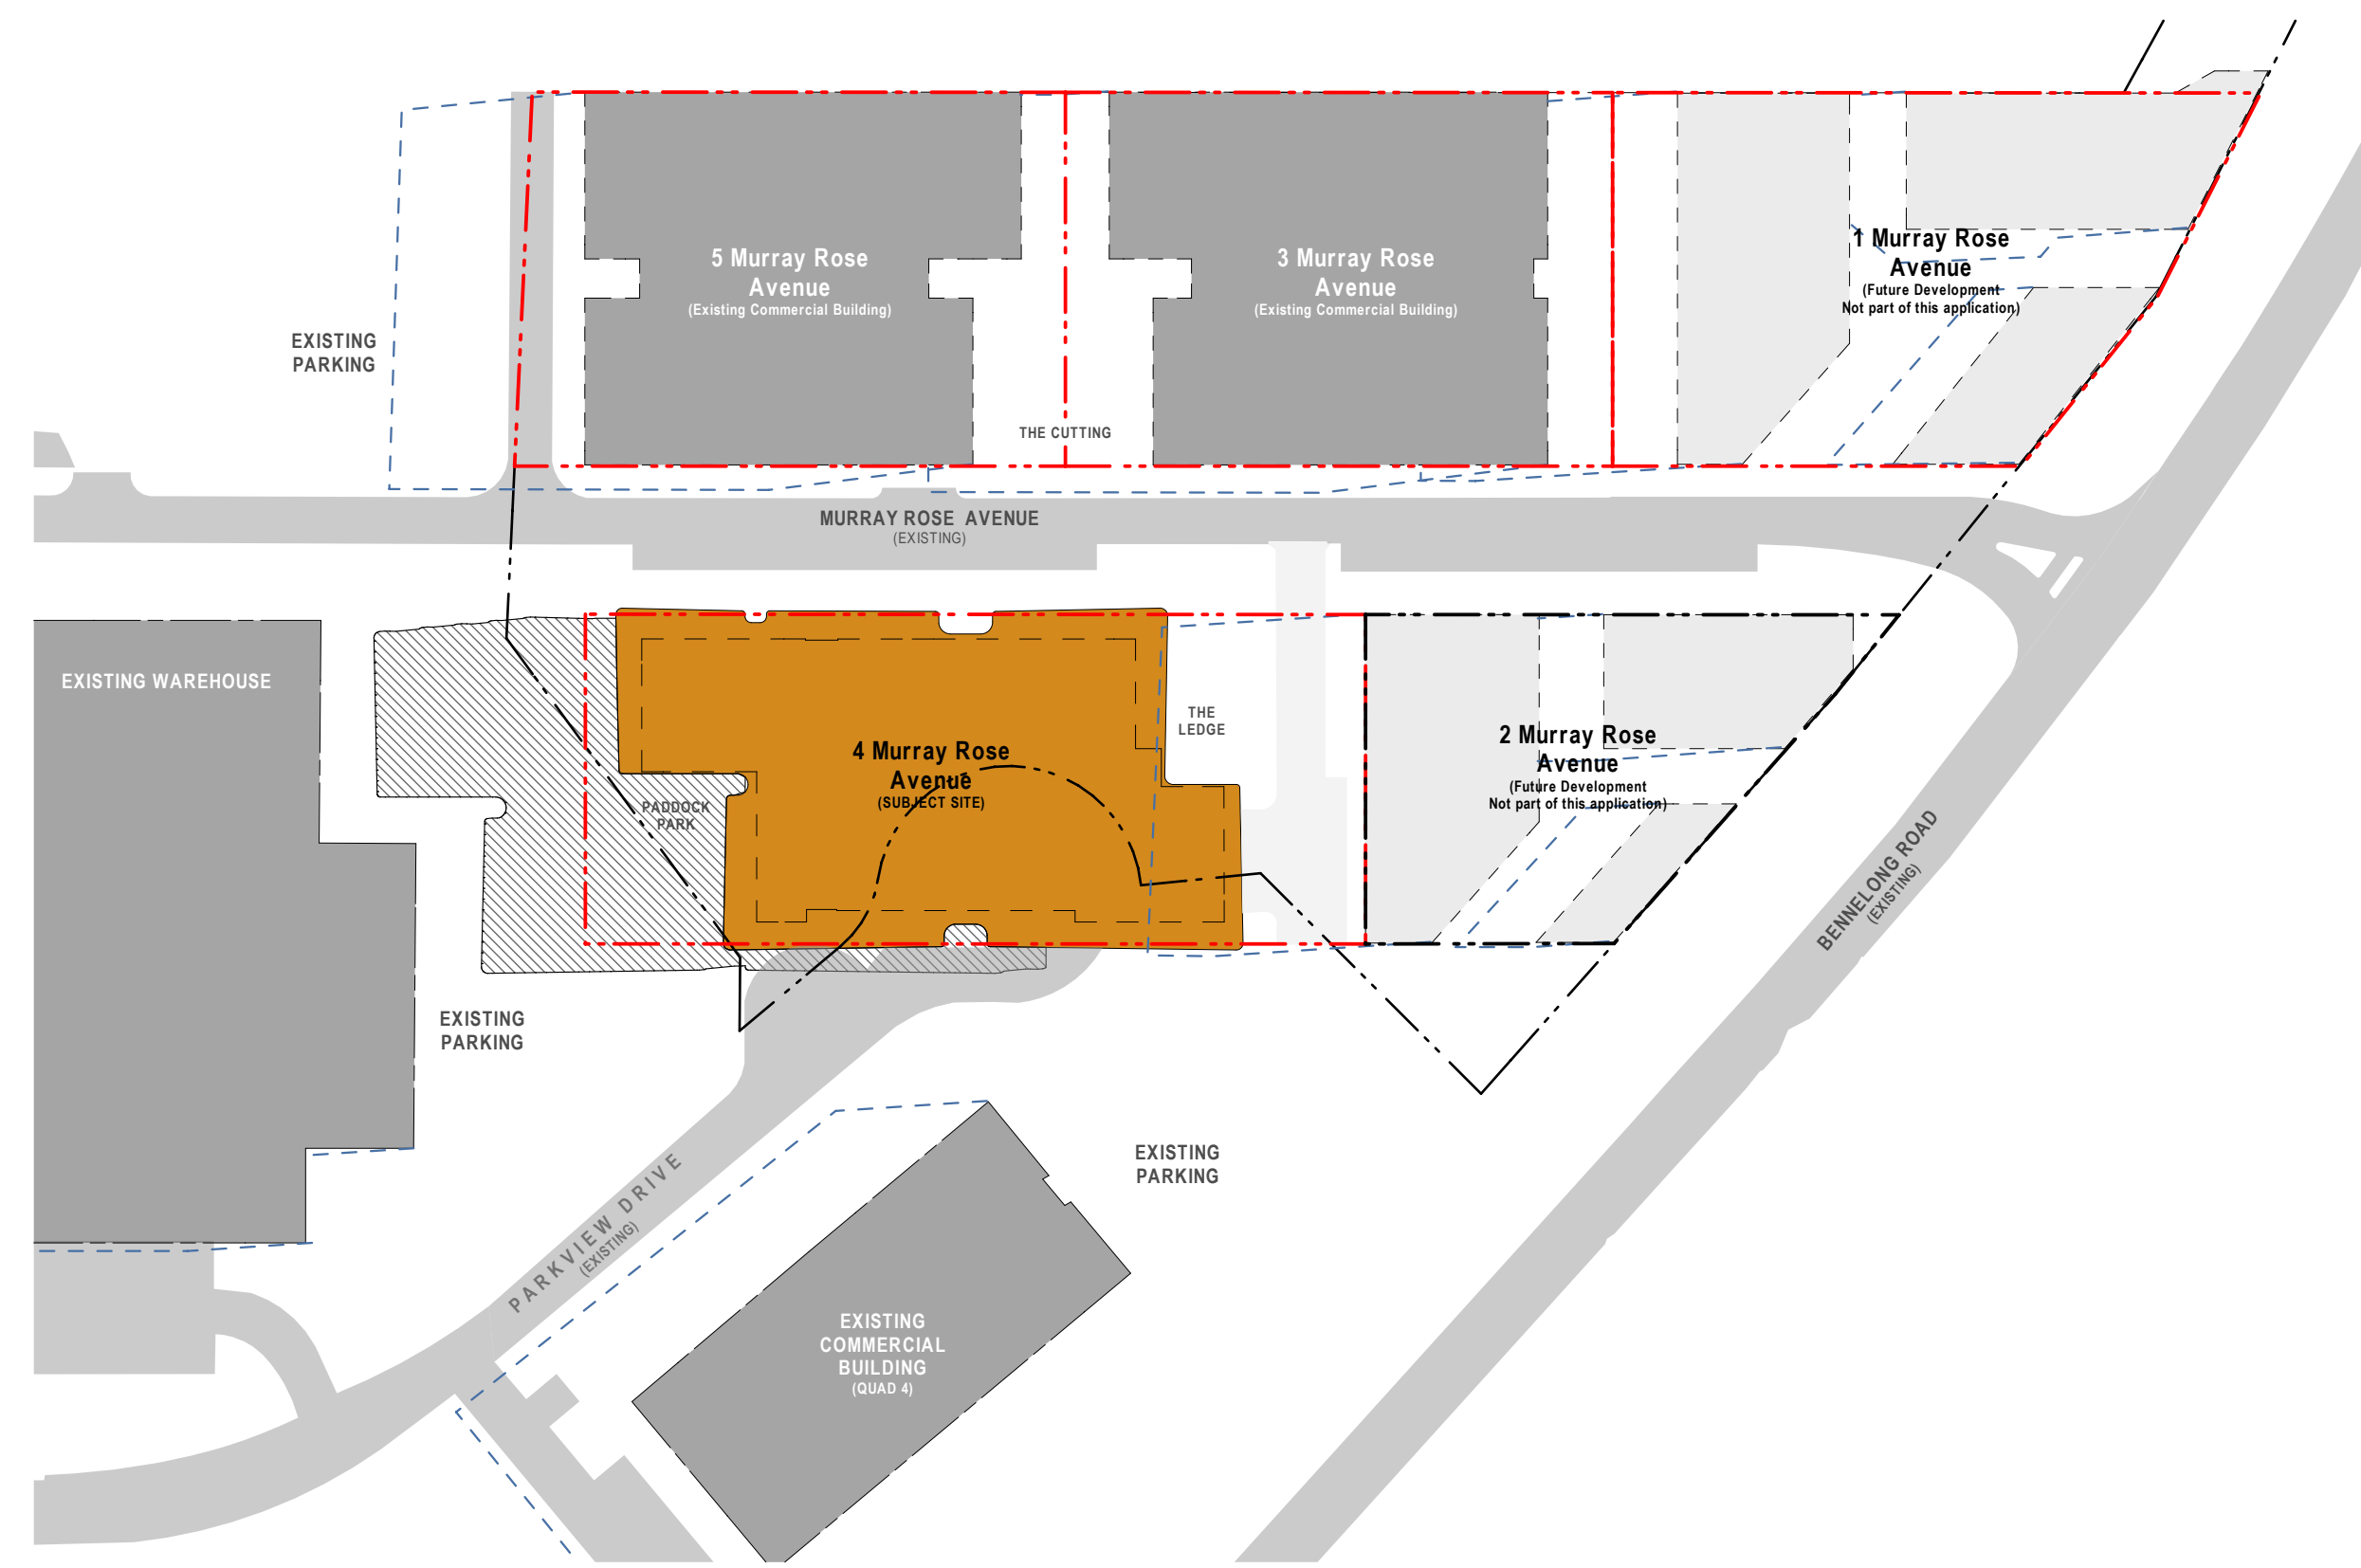 5 Murray Rose
Avenue
(Existing Commercial Building)
3 Murray Rose
Avenue
(Existing Commercial Building)
1 Murray Rose
Avenue
(Future Development
Not part of this application)
EXISTING
PARKING
THE CUTTING
MURRAY ROSE AVENUE
(EXISTING)
EXISTING WAREHOUSE
THE
LEDGE
4 Murray Rose
Avenue
(SUBJECT SITE)
2 Murray Rose
Avenue
(Future Development
Not part of this application)
PADDOCK
PARK
BENNELONG ROAD
(EXISTING)
EXISTING
PARKING
EXISTING
PARKING
PARKVIEW DRIVE
(EXISTING)
EXISTING
COMMERCIAL
BUILDING
(QUAD 4)